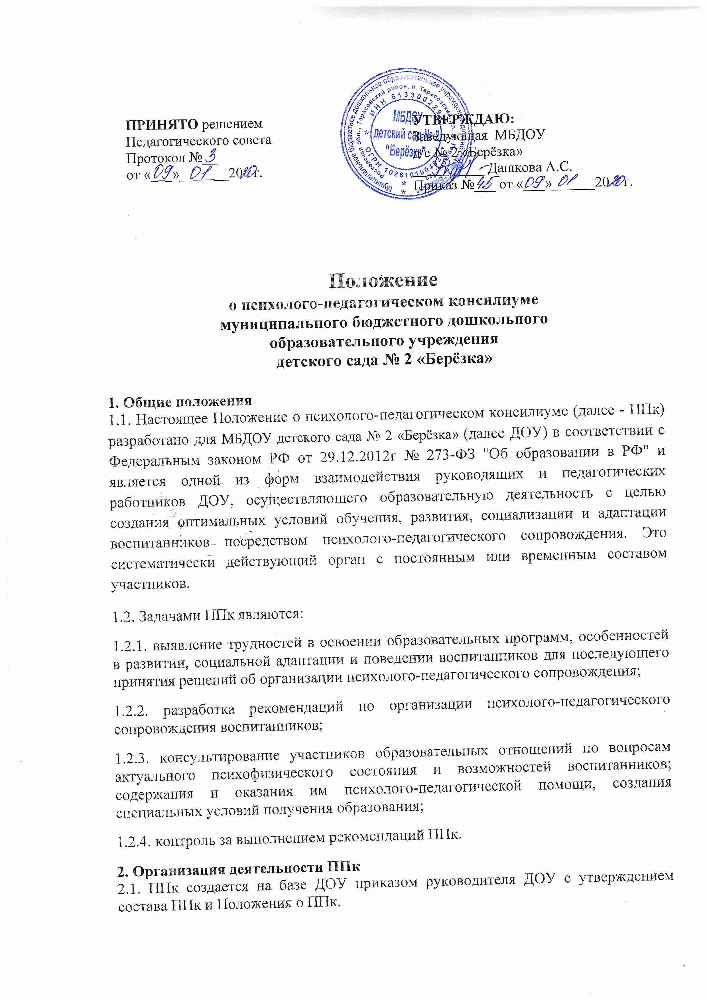 ПРИНЯТО решением
Педагогического совета
Протокол № 3
от «09» 01 2020г.
МБДОУ
детский сад № 2
“Берёзка”
ИНН 613300229
УТВЕРЖДАЮ:
Заведующая МБДОУ
д/с № 2 «Берёзка»
Дашкова А.С.
Приказ № 45 от «09» 01 2020г.
Положение
о психолого-педагогическом консилиуме
муниципального бюджетного дошкольного
образовательного учреждения
детского сада № 2 «Берёзка»
1. Общие положения
1.1. Настоящее Положение о психолого-педагогическом консилиуме (далее - ППк)
разработано для МБДОУ детского сада № 2 «Берёзка» (далее ДОУ) в соответствии с
Федеральным законом РФ от 29.12.2012г № 273-ФЗ "Об образовании в РФ" и
является одной из форм взаимодействия руководящих и педагогических
работников ДОУ, осуществляющего образовательную деятельность с целью
создания оптимальных условий обучения, развития, социализации и адаптации
воспитанников посредством психолого-педагогического сопровождения. Это
систематически действующий орган с постоянным или временным составом
участников.
1.2. Задачами ППк являются:
1.2.1. выявление трудностей в освоении образовательных программ, особенностей
в развитии, социальной адаптации и поведении воспитанников для последующего
принятия решений об организации психолого-педагогического сопровождения;
1.2.2. разработка рекомендаций по организации психолого-педагогического
сопровождения воспитанников;
1.2.3. консультирование участников образовательных отношений по вопросам
актуального психофизического состояния и возможностей воспитанников;
содержания и оказания им психолого-педагогической помощи, создания
специальных условий получения образования;
1.2.4. контроль за выполнением рекомендаций ППк.
2. Организация деятельности ППк
2.1. ППк создается на базе ДОУ приказом руководителя ДОУ с утверждением
состава ППк и Положения о ППк.